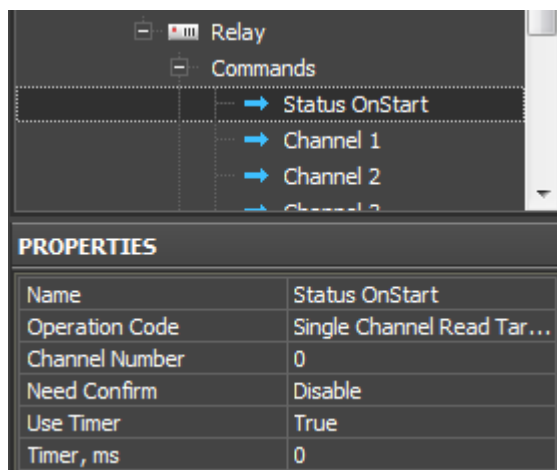 Relay
Commands
Status OnStart
Channel 1
Channel 2
Channel
PROPERTIES
Name Status OnStart
Operation Code Single Channel Read Tar...
Channel Number 0
Need Confirm Disable
Use Timer True
Timer, ms 0